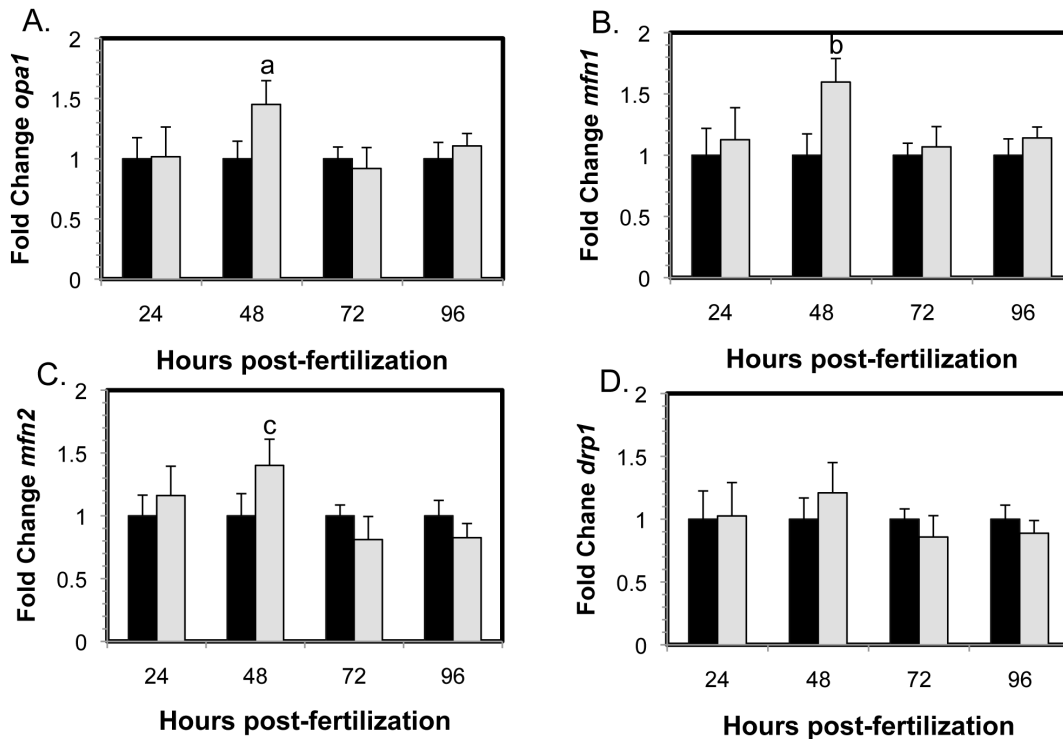 A.
Fold Change opa1
2
1.5
1
0.5
0
a
24 48 72 96
Hours post-fertilization
B.
Fold Change mfn1
2
1.5
1
0.5
0
b
24 48 72 96
Hours post-fertilization
C.
Fold Change mfn2
2
1.5
1
0.5
0
c
24 48 72 96
Hours post-fertilization
D.
Fold Chane drp1
2
1.5
1
0.5
0
24 48 72 96
Hours post-fertilization